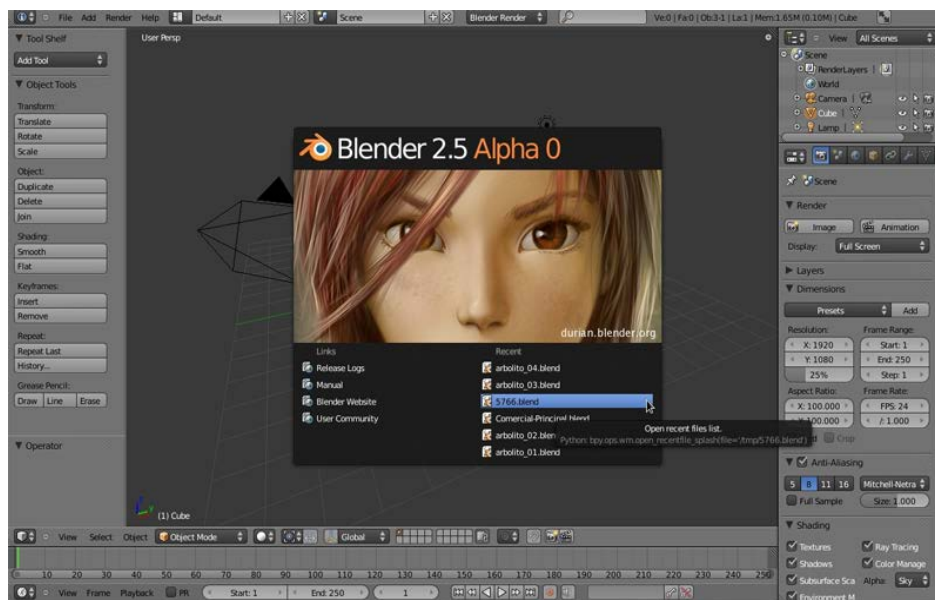 File Add Render Help Default Scene Blender Render Ve:0 | Fa:0 | Ob:3-1 | La:1 | Mem:1.65M (0.10M) | Cube
Tool Shelf
Add Tool
Object Tools
Transform:
Translate
Rotate
Scale
Object:
Duplicate
Delete
Join
Shading:
Smooth
Flat
Keyframes:
Insert
Remove
Repeat:
Repeat Last
History...
Grease Pencil:
Draw Line Erase
Operator
User Persp
Blender 2.5 Alpha 0
durian.blender.org
Links
Release Logs
Manual
Blender Website
User Community
Recent
arbolito_04.blend
arbolito_03.blend
5766.blend
Comercial-Principal.blend
arbolito_02.blen
arbolito_01.blend
Open recent files list.
Python: bpy.ops.wm.open_recentfile_splash(file='/tmp/5766.blend')
(1) Cube
View Select Object Object Mode Global
10 20 30 40 50 60 70 80 90 100 110 120 130 140 150 160 170 180 190 200 210 220 230 240 250
View Frame Playback PR Start: 1 End: 250 1
View All Scenes
Scene
RenderLayers |
World
Camera |
Cube |
Lamp |
Scene
Render
Image Animation
Display: Full Screen
Layers
Dimensions
Presets Add
Resolution: Frame Range:
X: 1920 Start: 1
Y: 1080 End: 250
25% Step: 1
Aspect Ratio: Frame Rate:
X: 100.000 FPS: 24
100.000 /: 1.000
Crop
Anti-Aliasing
5 8 11 16 Mitchell-Netra
Full Sample Size: 1.000
Shading
Textures Ray Tracing
Shadows Color Manage
Subsurface Sca Alpha: Sky
Environment M